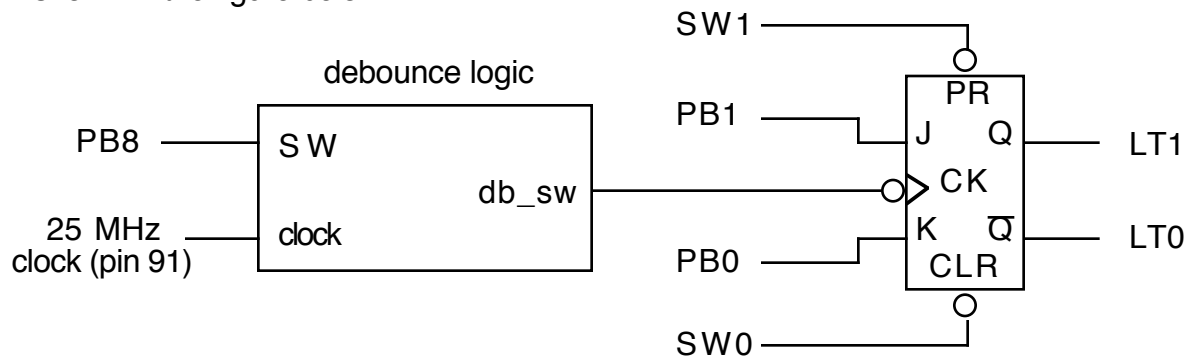 SW1
debounce logic
PR
PB8
SW
PB1
J
Q
LT1
db_sw
CK
25 MHz
clock (pin 91)
clock
PB0
K
Q̅
LT0
CLR
SW0